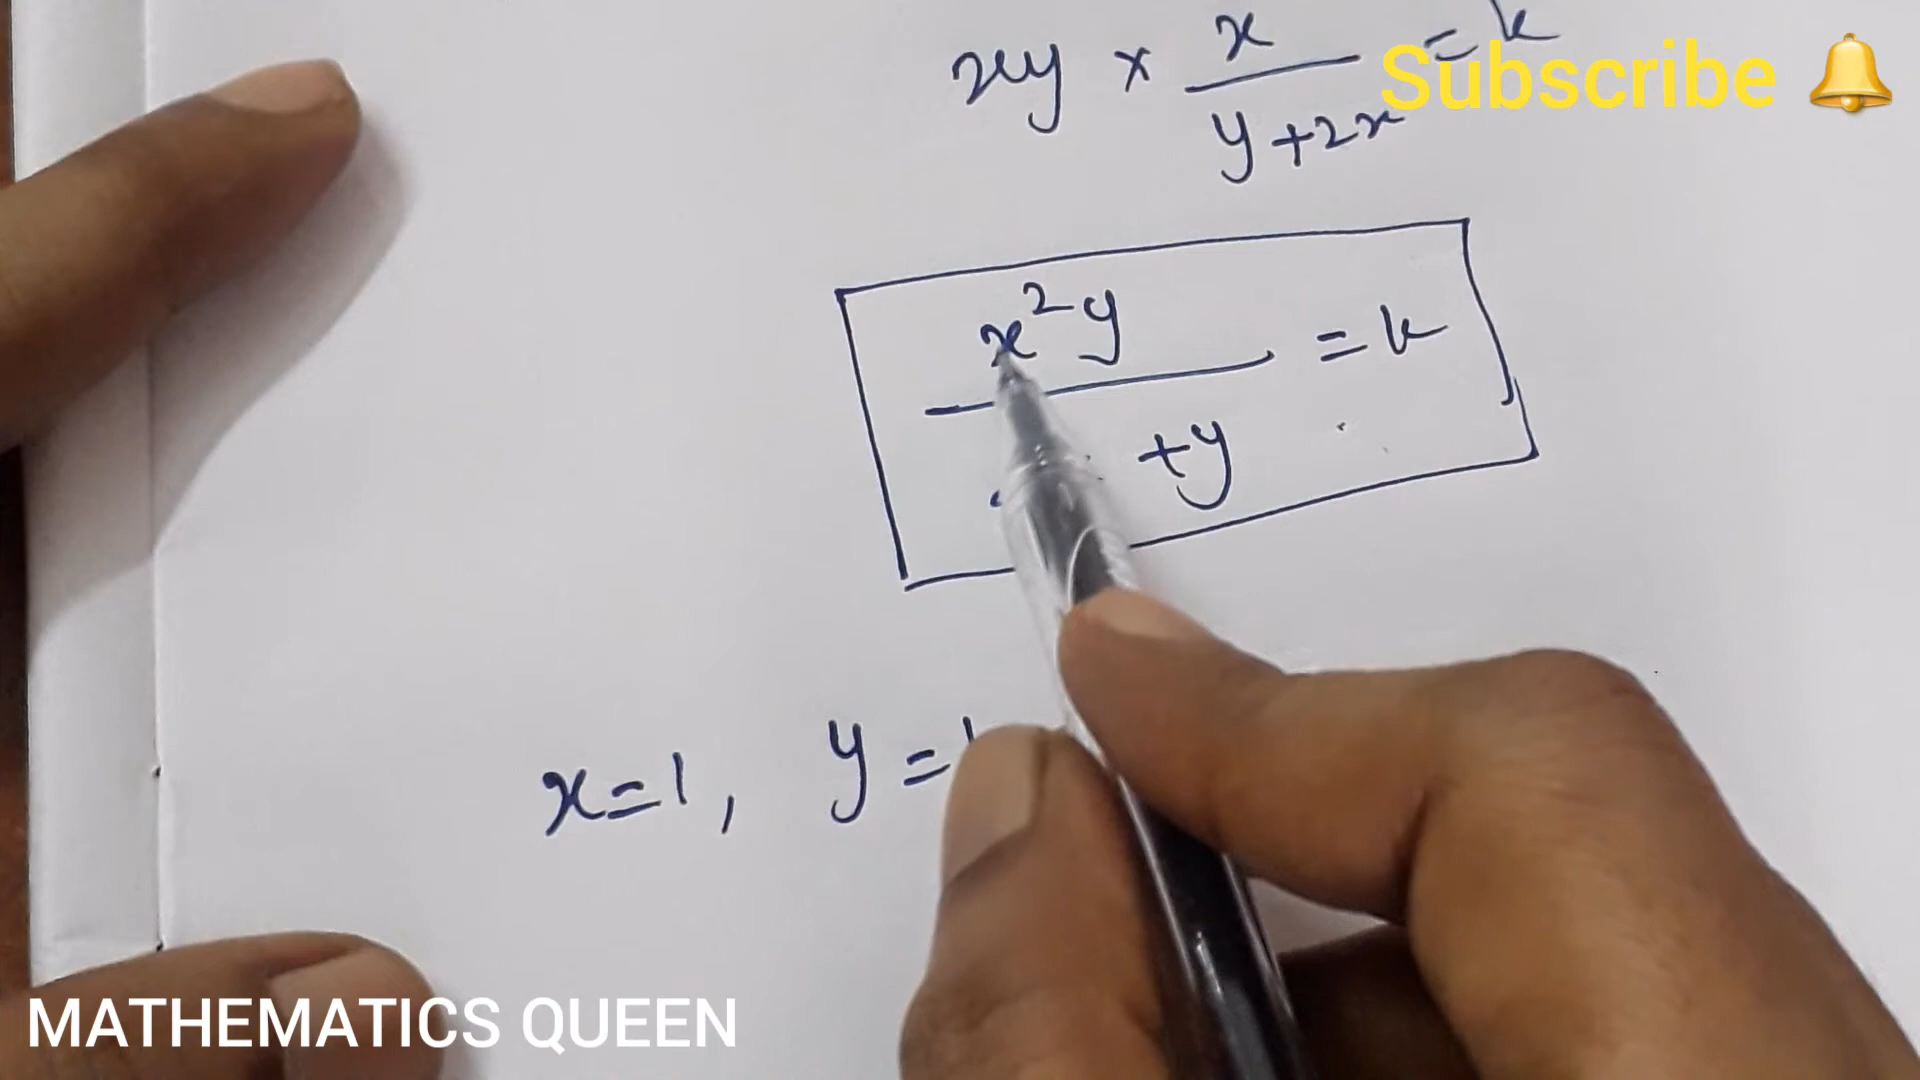 xy × x/(y+2x) = k
Subscribe
x²y/( +y) = k
x=1, y=
MATHEMATICS QUEEN